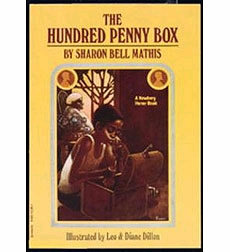 THE
HUNDRED PENNY BOX
BY SHARON BELL MATHIS
A Newbery
Honor Book
Illustrated by Leo & Diane Dillon